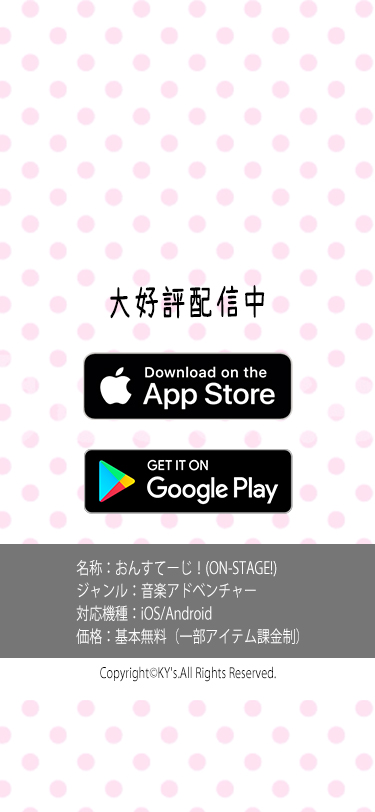 大好評配信中
Download on the
App Store
GET IT ON
Google Play
名称：おんすてーじ！(ON-STAGE!)
ジャンル：音楽アドベンチャー
対応機種：iOS/Android
価格：基本無料（一部アイテム課金制）
Copyright©KY's.All Rights Reserved.